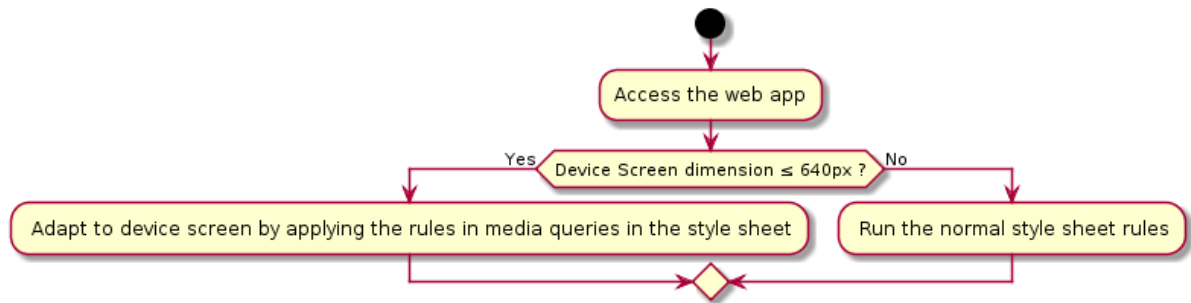 Access the web app
Yes
Device Screen dimension ≤ 640px ?
No
Adapt to device screen by applying the rules in media queries in the style sheet
Run the normal style sheet rules